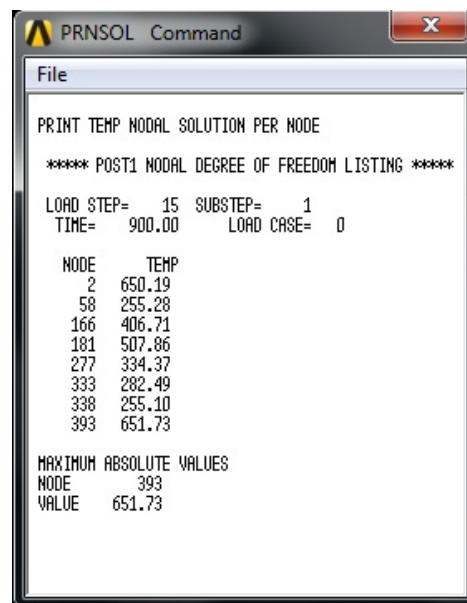 PRNSOL Command
File
PRINT TEMP NODAL SOLUTION PER NODE
***** POST1 NODAL DEGREE OF FREEDOM LISTING *****
LOAD STEP= 15 SUBSTEP= 1
TIME= 900.00 LOAD CASE= 0
NODE TEMP
2 650.19
58 255.28
166 406.71
181 507.86
277 334.37
333 282.49
338 255.10
393 651.73
MAXIMUM ABSOLUTE VALUES
NODE 393
VALUE 651.73